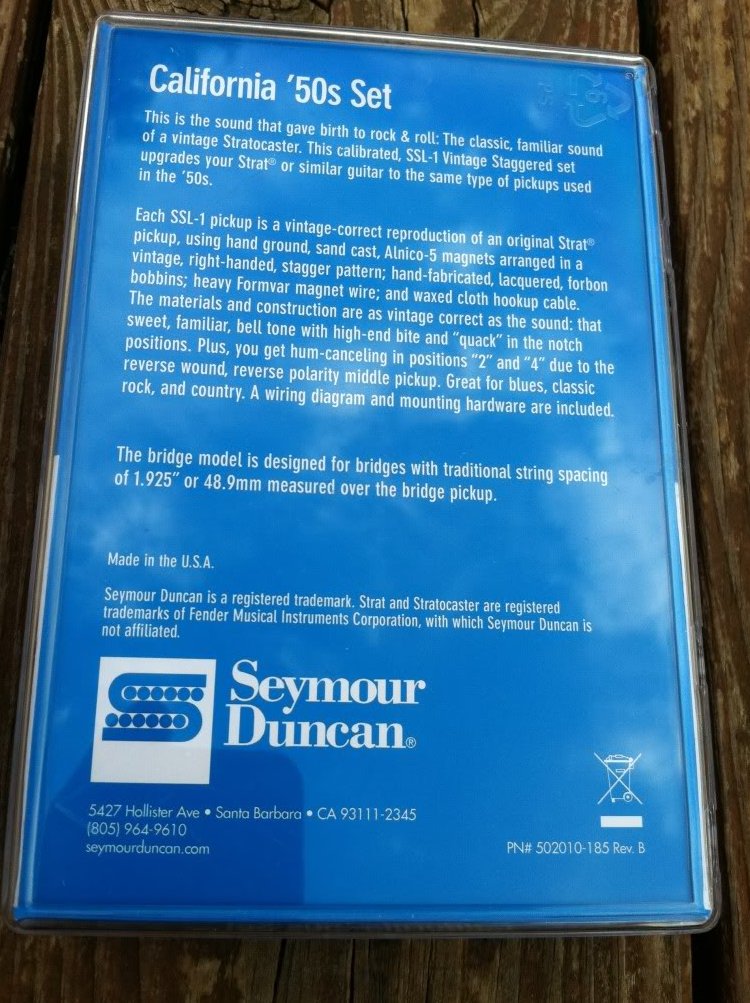 California '50s Set
This is the sound that gave birth to rock & roll: The classic, familiar sound
of a vintage Stratocaster. This calibrated, SSL-1 Vintage Staggered set
upgrades your Strat® or similar guitar to the same type of pickups used
in the '50s.
Each SSL-1 pickup is a vintage-correct reproduction of an original Strat®
pickup, using hand ground, sand cast, Alnico-5 magnets arranged in a
vintage, right-handed, stagger pattern; hand-fabricated, lacquered, forbon
bobbins; heavy Formvar magnet wire; and waxed cloth hookup cable.
The materials and construction are as vintage correct as the sound: that
sweet, familiar, bell tone with high-end bite and "quack" in the notch
positions. Plus, you get hum-canceling in positions "2" and "4" due to the
reverse wound, reverse polarity middle pickup. Great for blues, classic
rock, and country. A wiring diagram and mounting hardware are included.
The bridge model is designed for bridges with traditional string spacing
of 1.925" or 48.9mm measured over the bridge pickup.
Made in the U.S.A.
Seymour Duncan is a registered trademark. Strat and Stratocaster are registered
trademarks of Fender Musical Instruments Corporation, with which Seymour Duncan is
not affiliated.
Seymour
Duncan®
5427 Hollister Ave • Santa Barbara • CA 93111-2345
(805) 964-9610
seymourduncan.com
PN# 502010-185 Rev. B